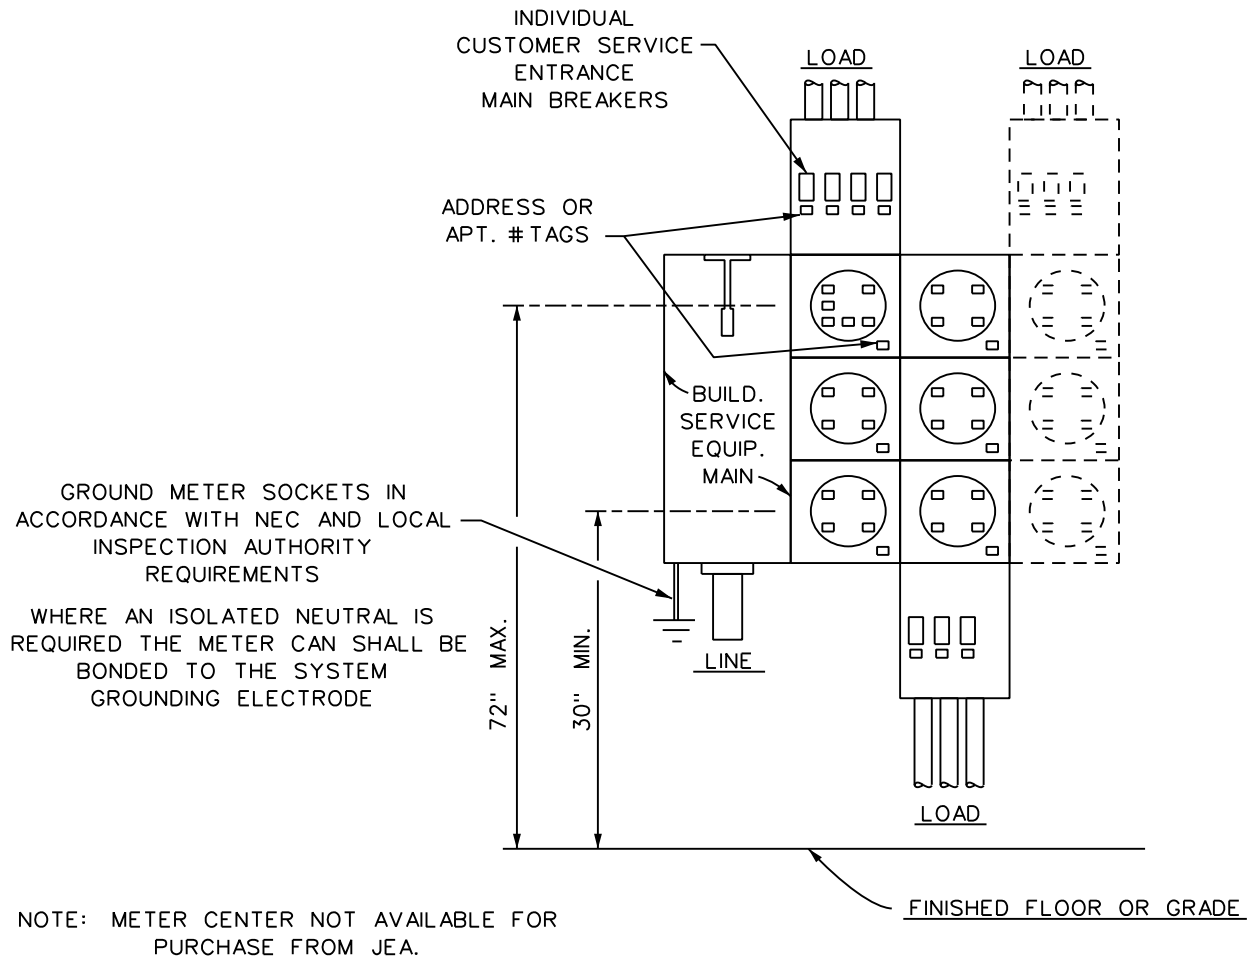 INDIVIDUAL
CUSTOMER SERVICE
ENTRANCE
MAIN BREAKERS
LOAD
LOAD
ADDRESS OR
APT. # TAGS
BUILD.
SERVICE
EQUIP.
MAIN
GROUND METER SOCKETS IN
ACCORDANCE WITH NEC AND LOCAL
INSPECTION AUTHORITY
REQUIREMENTS
WHERE AN ISOLATED NEUTRAL IS
REQUIRED THE METER CAN SHALL BE
BONDED TO THE SYSTEM
GROUNDING ELECTRODE
72" MAX.
30" MIN.
LINE
LOAD
FINISHED FLOOR OR GRADE
NOTE: METER CENTER NOT AVAILABLE FOR
PURCHASE FROM JEA.